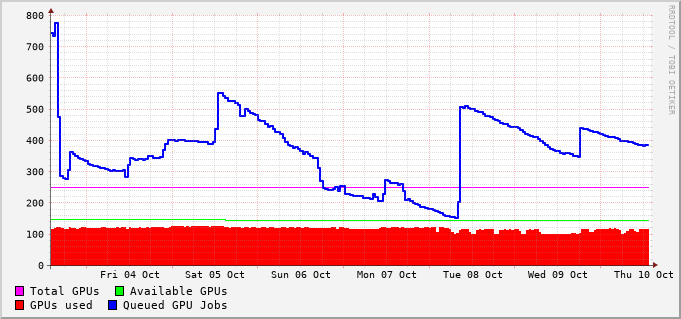 800
700
600
500
400
300
200
100
0
Fri 04 Oct Sat 05 Oct Sun 06 Oct Mon 07 Oct Tue 08 Oct Wed 09 Oct Thu 10 Oct
Total GPUs Available GPUs
GPUs used Queued GPU Jobs
RRDTOOL / TOBI OETIKER